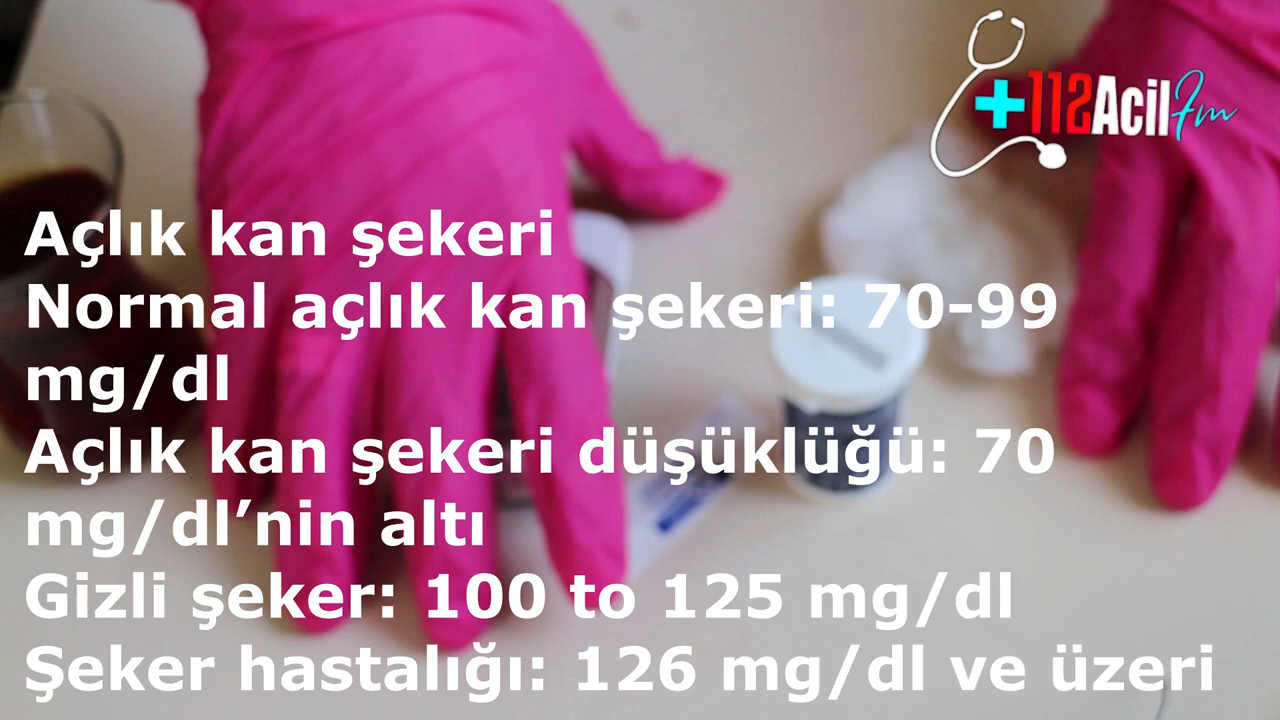 +112AcilFm
Açlık kan şekeri
Normal açlık kan şekeri: 70-99
mg/dl
Açlık kan şekeri düşüklüğü: 70
mg/dl’nin altı
Gizli şeker: 100 to 125 mg/dl
Şeker hastalığı: 126 mg/dl ve üzeri